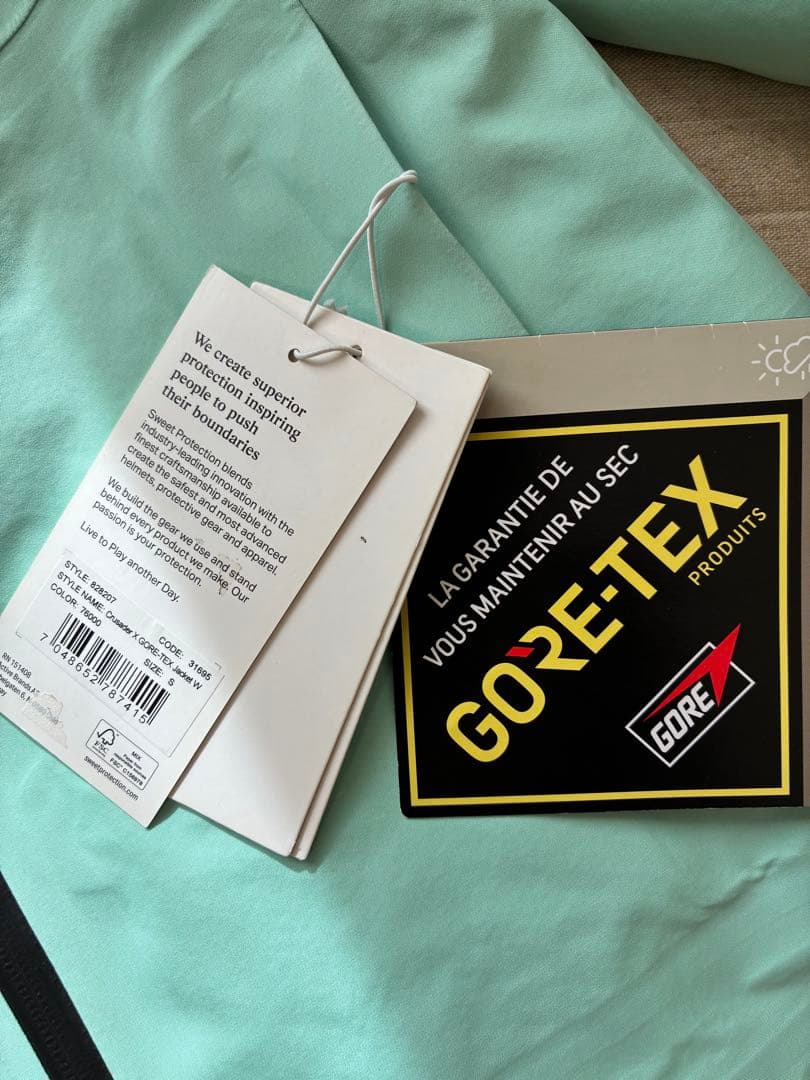 We create superior
protection inspiring
people to push
their boundaries
Sweet Protection blends
industry-leading innovation with the
finest craftsmanship available to
create the safest and most advanced
helmets, protective gear and apparel.
We build the gear we use and stand
behind every product we make. Our
passion is your protection.
Live to Play another Day.
STYLE: 828207
CODE: 31695
STYLE NAME: Crusader X GORE-TEX Jacket W
COLOR: 76000
SIZE: S
7 048652 787415
RN 151408
MIX
FSC
sweetprotection.com
LA GARANTIE DE
VOUS MAINTENIR AU SEC
GORE-TEX
PRODUITS
GORE